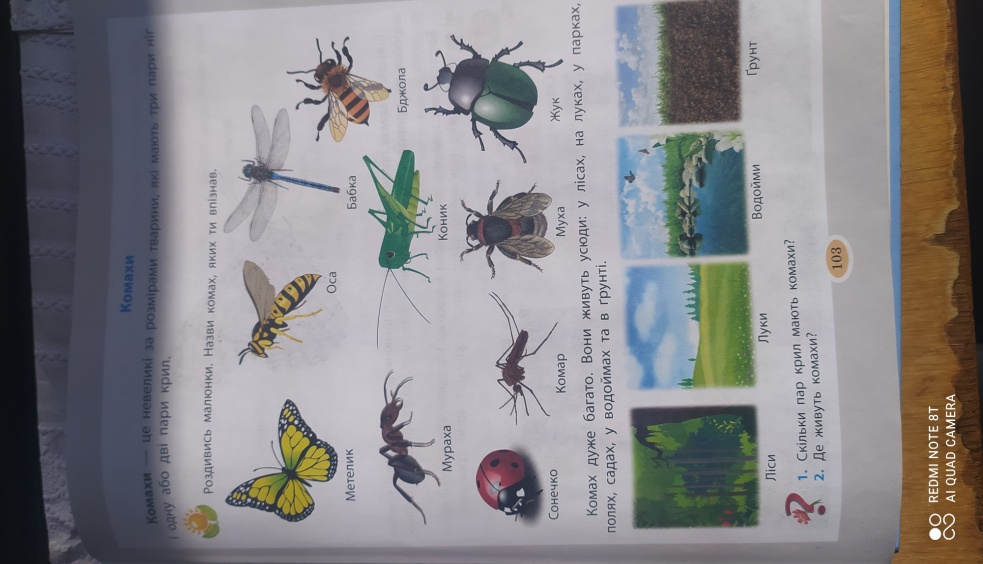 Комахи
Комахи — це невеликі за розмірами тварини, які мають три пари ніг
і одну або дві пари крил.
Роздивись малюнки. Назви комах, яких ти впізнав.
Метелик
Оса
Бабка
Бджола
Мураха
Коник
Сонечко
Комар
Муха
Жук
Комах дуже багато. Вони живуть усюди: у лісах, на луках, у парках,
полях, садах, у водоймах та в ґрунті.
Ліси
Луки
Водойми
Ґрунт
1. Скільки пар крил мають комахи?
2. Де живуть комахи?
103
REDMI NOTE 8T
AI QUAD CAMERA